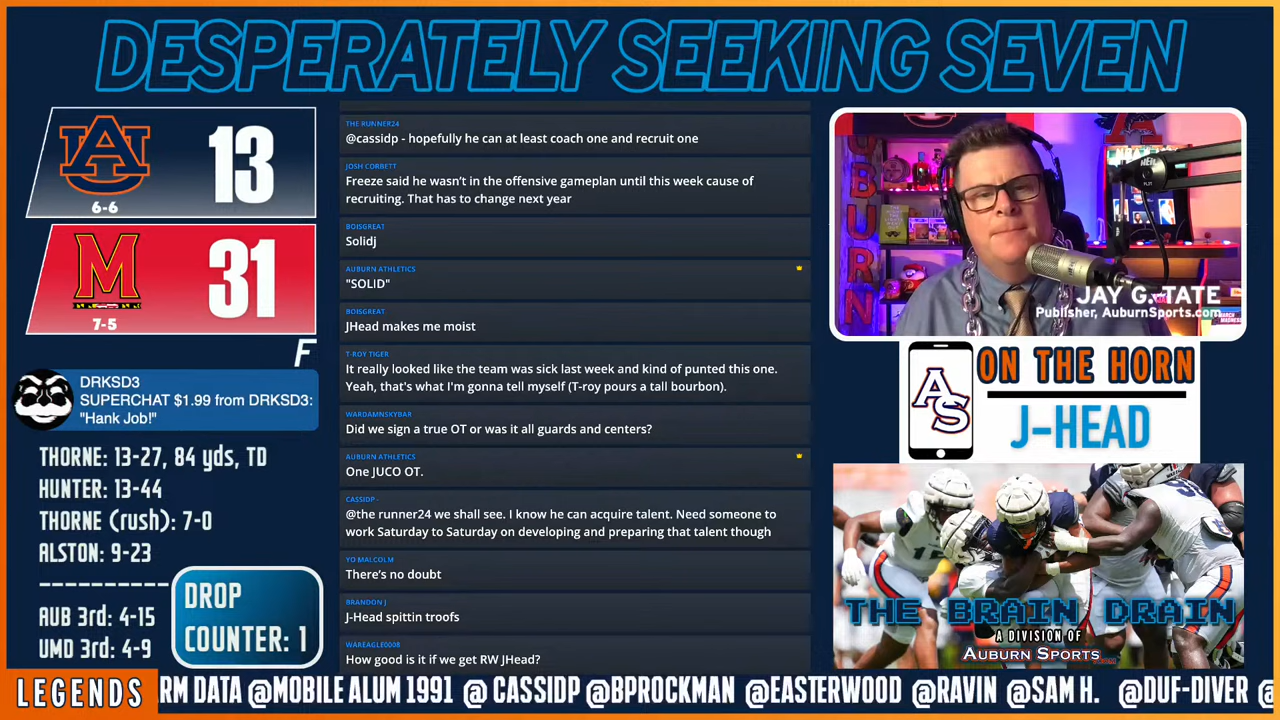 DESPERATELY SEEKING SEVEN
AU
13
6-6
M
31
7-5
F
DRKSD3
SUPERCHAT $1.99 from DRKSD3:
"Hank Job!"
THORNE: 13-27, 84 yds, TD
HUNTER: 13-44
THORNE (rush): 7-0
ALSTON: 9-23
----------
AUB 3rd: 4-15
UMD 3rd: 4-9
DROP
COUNTER: 1
THE RUNNER24
@cassidp - hopefully he can at least coach one and recruit one
JOSH CORBETT
Freeze said he wasn't in the offensive gameplan until this week cause of
recruiting. That has to change next year
BOISGREAT
Solidj
AUBURN ATHLETICS
"SOLID"
BOISGREAT
JHead makes me moist
T-ROY TIGER
It really looked like the team was sick last week and kind of punted this one.
Yeah, that's what I'm gonna tell myself (T-roy pours a tall bourbon).
WARDAMNSKYBAR
Did we sign a true OT or was it all guards and centers?
AUBURN ATHLETICS
One JUCO OT.
CASSIDP -
@the runner24 we shall see. I know he can acquire talent. Need someone to
work Saturday to Saturday on developing and preparing that talent though
YO MALCOLM
There's no doubt
BRANDON J
J-Head spittin troofs
WAREAGLE0008
How good is it if we get RW JHead?
BURN
JAY G. TATE
Publisher, AuburnSports.com
MARCH
MADNESS
AS
ON THE HORN
J-HEAD
THE BRAIN DRAIN
A DIVISION OF
AUBURN SPORTS.COM
LEGENDS
RM DATA @MOBILE ALUM 1991 @ CASSIDP @BPROCKMAN @EASTERWOOD @RAVIN @SAM H. @DUF-DIVER @